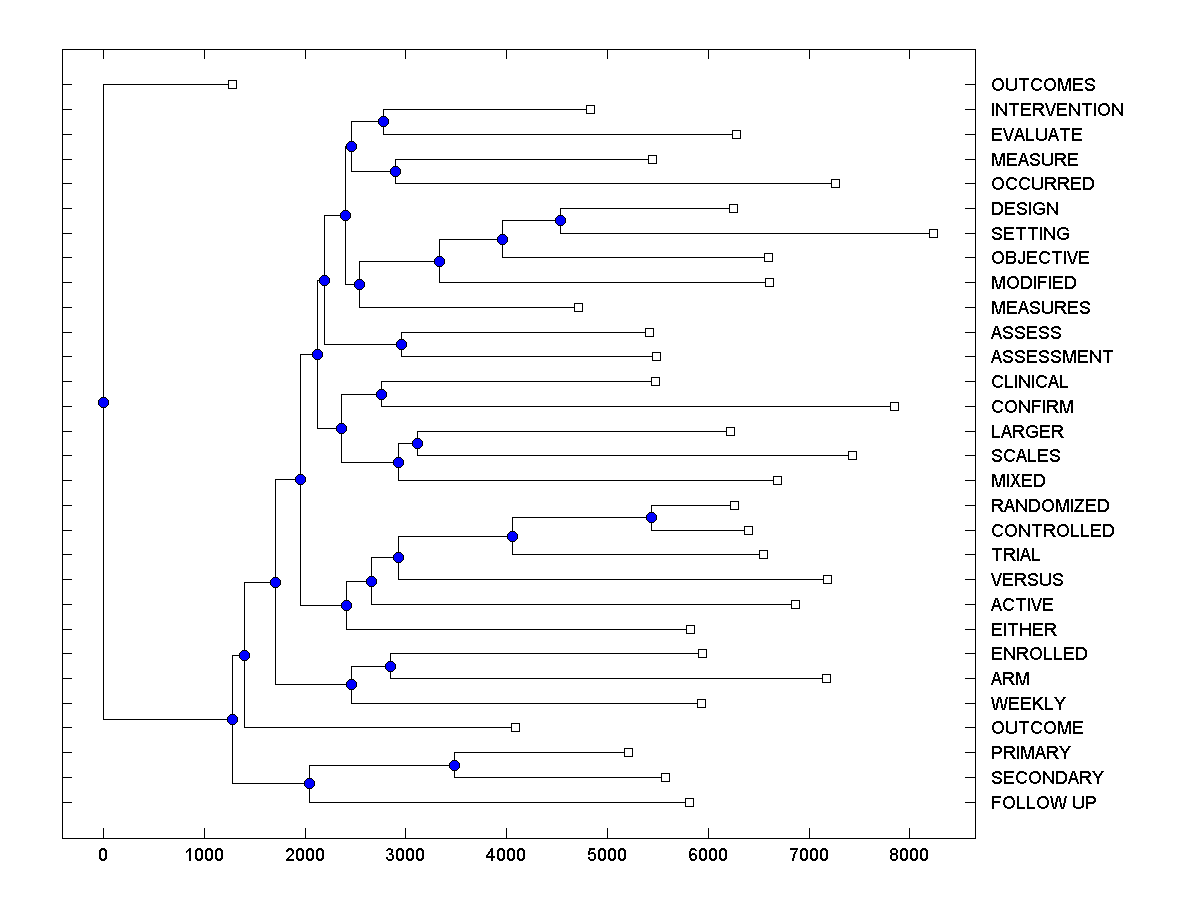 OUTCOMES
INTERVENTION
EVALUATE
MEASURE
OCCURRED
DESIGN
SETTING
OBJECTIVE
MODIFIED
MEASURES
ASSESS
ASSESSMENT
CLINICAL
CONFIRM
LARGER
SCALES
MIXED
RANDOMIZED
CONTROLLED
TRIAL
VERSUS
ACTIVE
EITHER
ENROLLED
ARM
WEEKLY
OUTCOME
PRIMARY
SECONDARY
FOLLOW UP
0 1000 2000 3000 4000 5000 6000 7000 8000